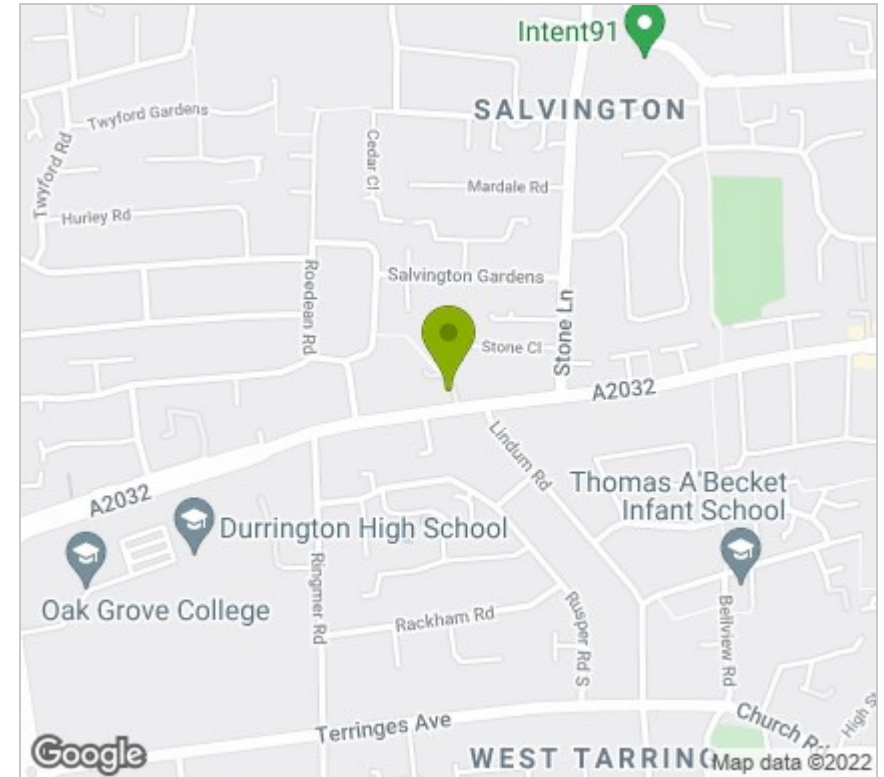 Intent91
SALVINGTON
Twyford Gardens
Twyford Rd
Cedar Cl
Mardale Rd
Hurley Rd
Roedean Rd
Salvington Gardens
Stone Ln
Stone Cl
A2032
Lindum Rd
Thomas A'Becket
Infant School
A2032
Durrington High School
Oak Grove College
Ringmer Rd
Rackham Rd
Rusper Rd S
Bellview Rd
Terringes Ave
Church Rd
High St
Google
WEST TARRING
Map data ©2022